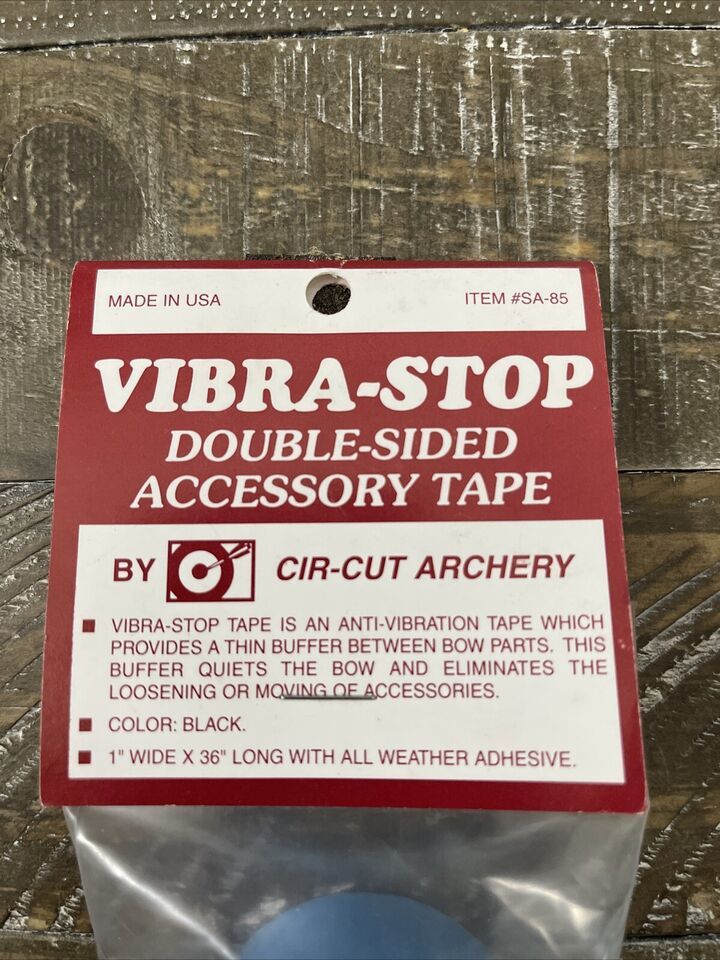 MADE IN USA
ITEM #SA-85
VIBRA-STOP
DOUBLE-SIDED
ACCESSORY TAPE
BY CIR-CUT ARCHERY
VIBRA-STOP TAPE IS AN ANTI-VIBRATION TAPE WHICH
PROVIDES A THIN BUFFER BETWEEN BOW PARTS. THIS
BUFFER QUIETS THE BOW AND ELIMINATES THE
LOOSENING OR MOVING OF ACCESSORIES.
COLOR: BLACK.
1" WIDE X 36" LONG WITH ALL WEATHER ADHESIVE.